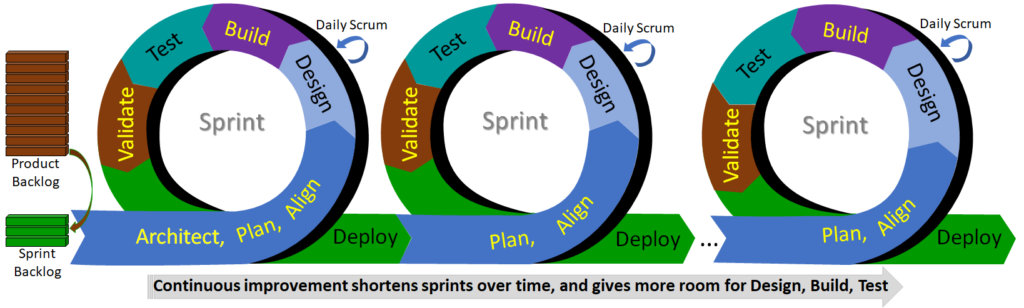 Product
Backlog
Sprint
Backlog
Architect, Plan, Align
Design
Build
Test
Validate
Sprint
Daily Scrum
Deploy
Plan, Align
Design
Build
Test
Validate
Sprint
Daily Scrum
Deploy
...
Plan, Align
Design
Build
Test
Validate
Sprint
Daily Scrum
Deploy
Continuous improvement shortens sprints over time, and gives more room for Design, Build, Test